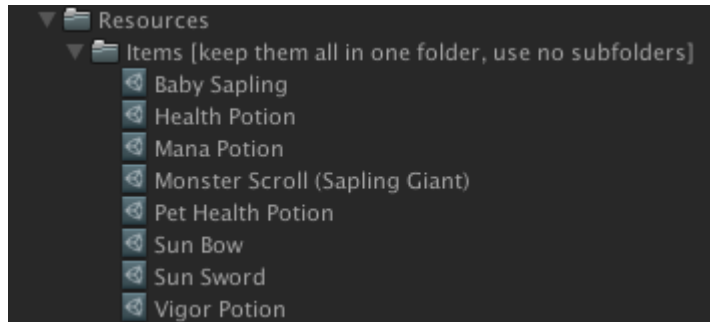 Resources
Items [keep them all in one folder, use no subfolders]
Baby Sapling
Health Potion
Mana Potion
Monster Scroll (Sapling Giant)
Pet Health Potion
Sun Bow
Sun Sword
Vigor Potion